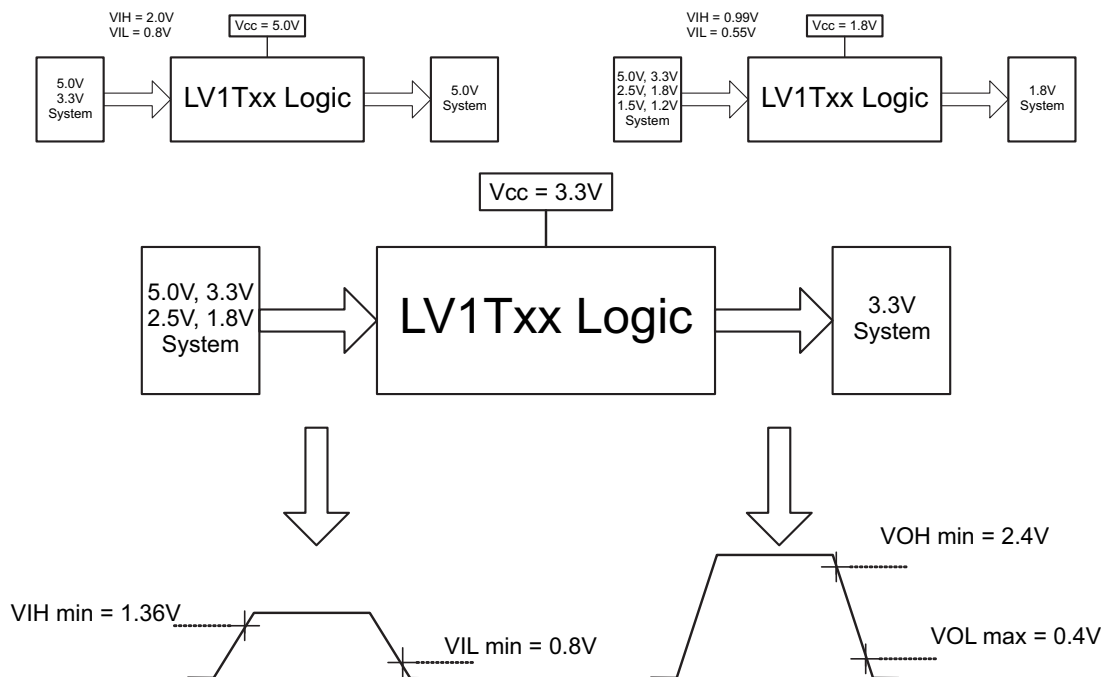 VIH = 2.0V
VIL = 0.8V
Vcc = 5.0V
5.0V
3.3V
System
LV1Txx Logic
5.0V
System
VIH = 0.99V
VIL = 0.55V
Vcc = 1.8V
5.0V, 3.3V
2.5V, 1.8V
1.5V, 1.2V
System
LV1Txx Logic
1.8V
System
Vcc = 3.3V
5.0V, 3.3V
2.5V, 1.8V
System
LV1Txx Logic
3.3V
System
VIH min = 1.36V
VIL min = 0.8V
VOH min = 2.4V
VOL max = 0.4V